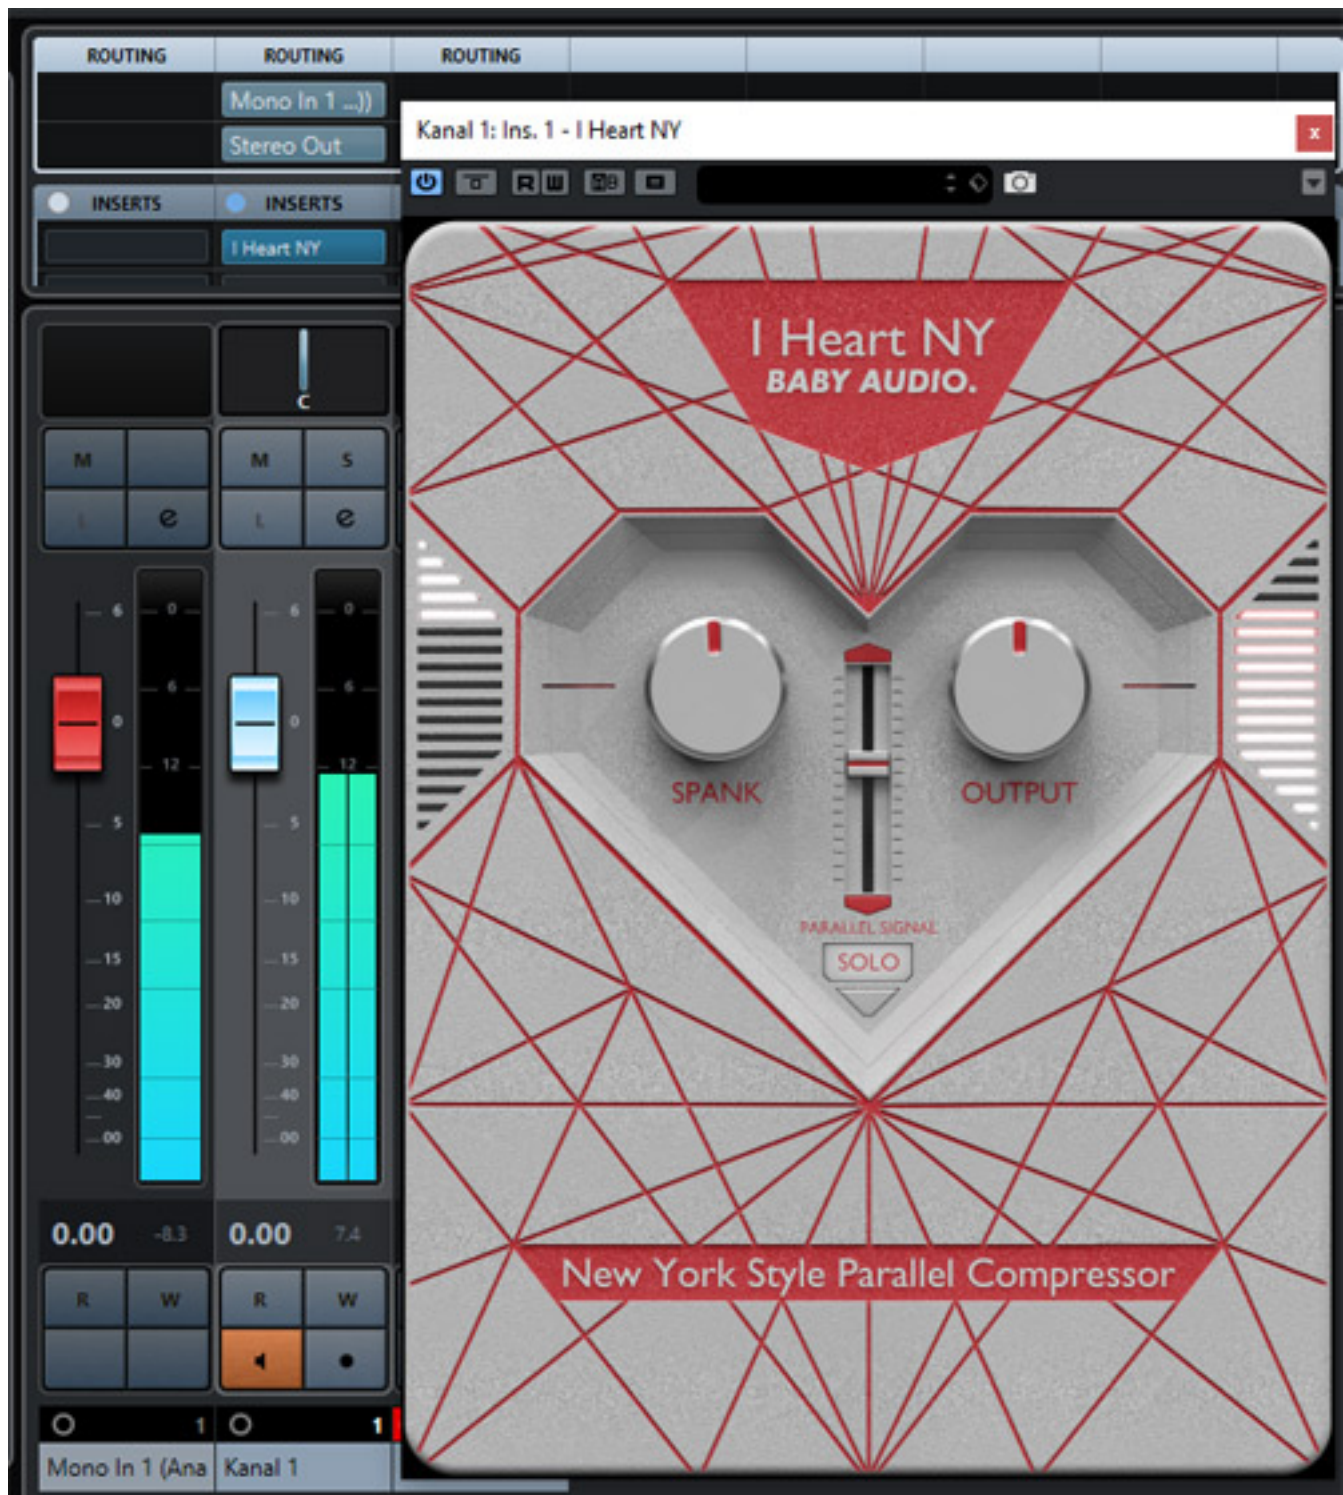 ROUTING ROUTING ROUTING
Mono In 1 ...))
Stereo Out
Kanal 1: Ins. 1 - I Heart NY x
R W
INSERTS INSERTS
I Heart NY
I Heart NY
BABY AUDIO.
C
M M S
L e L e
6 0 6 0
6 6
0 0
12 12
5 5
SPANK OUTPUT
10 10
PARALLEL SIGNAL
15 15
SOLO
20 20
30 30
40 40
00 00
0.00 -8.3 0.00 7.4
New York Style Parallel Compressor
R W R W
1 1
Mono In 1 (Ana Kanal 1